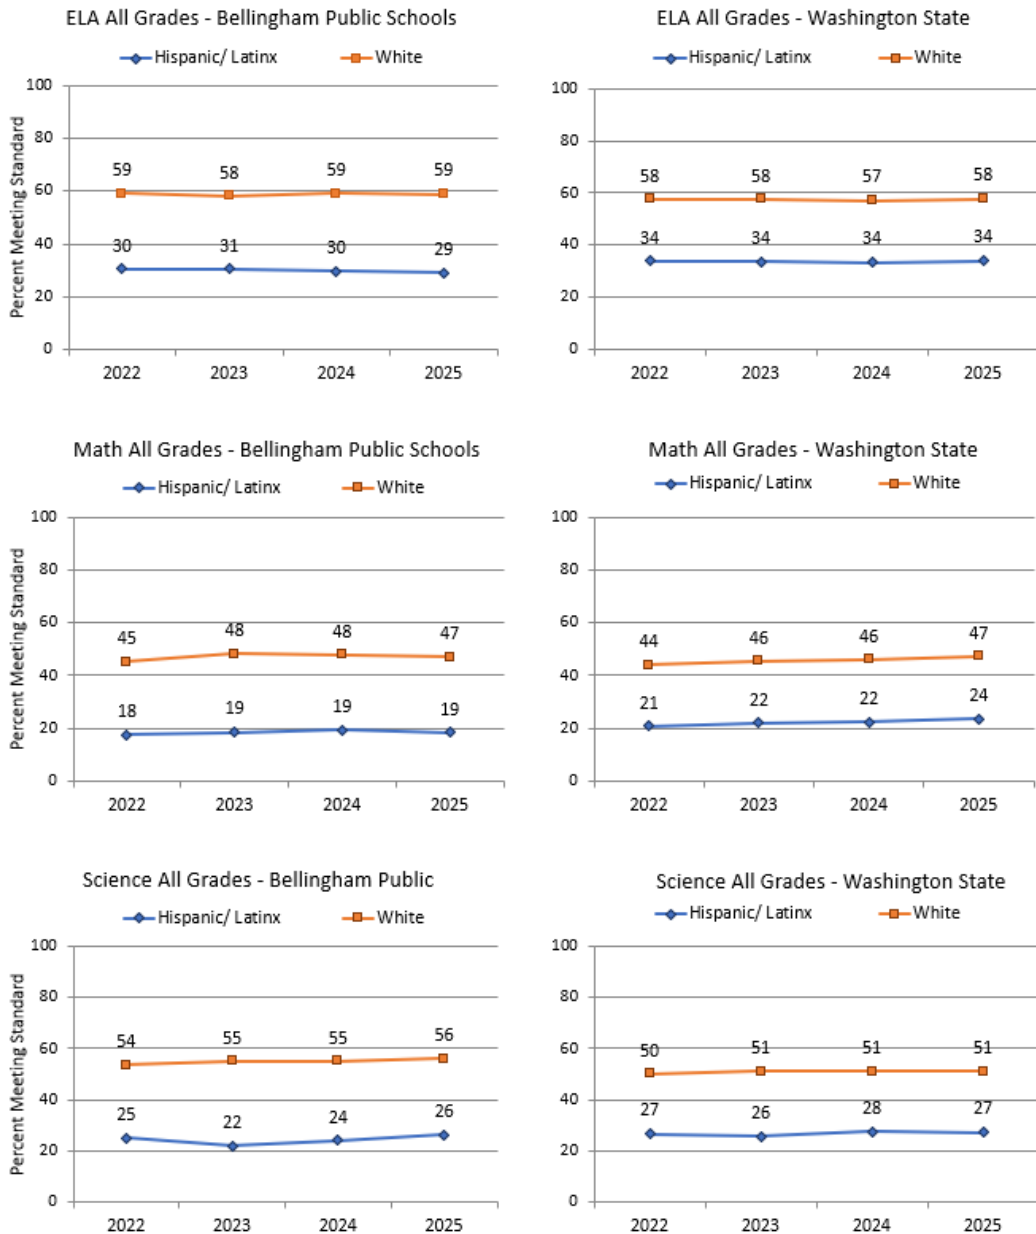 ELA All Grades - Bellingham Public Schools
Hispanic/ Latinx White
Percent Meeting Standard
100
80
60
40
20
0
59 58 59 59
30 31 30 29
2022 2023 2024 2025
ELA All Grades - Washington State
Hispanic/ Latinx White
100
80
60
40
20
0
58 58 57 58
34 34 34 34
2022 2023 2024 2025
Math All Grades - Bellingham Public Schools
Hispanic/ Latinx White
Percent Meeting Standard
100
80
60
40
20
0
45 48 48 47
18 19 19 19
2022 2023 2024 2025
Math All Grades - Washington State
Hispanic/ Latinx White
100
80
60
40
20
0
44 46 46 47
21 22 22 24
2022 2023 2024 2025
Science All Grades - Bellingham Public
Hispanic/ Latinx White
Percent Meeting Standard
100
80
60
40
20
0
54 55 55 56
25 22 24 26
2022 2023 2024 2025
Science All Grades - Washington State
Hispanic/ Latinx White
100
80
60
40
20
0
50 51 51 51
27 26 28 27
2022 2023 2024 2025